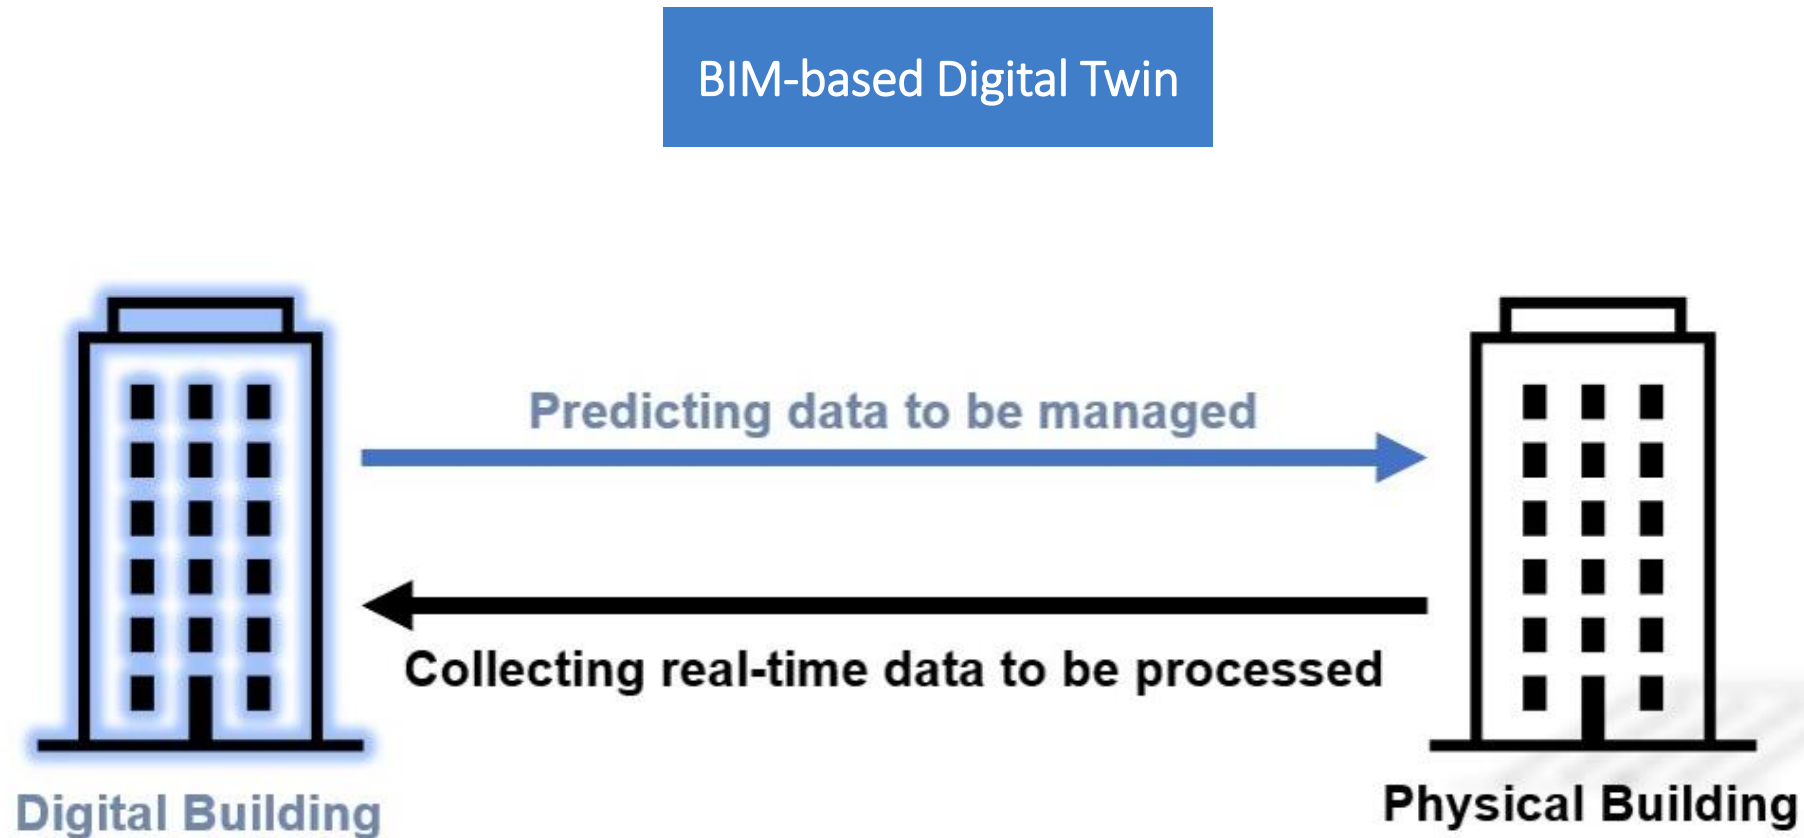 BIM-based Digital Twin
Predicting data to be managed
Collecting real-time data to be processed
Digital Building
Physical Building